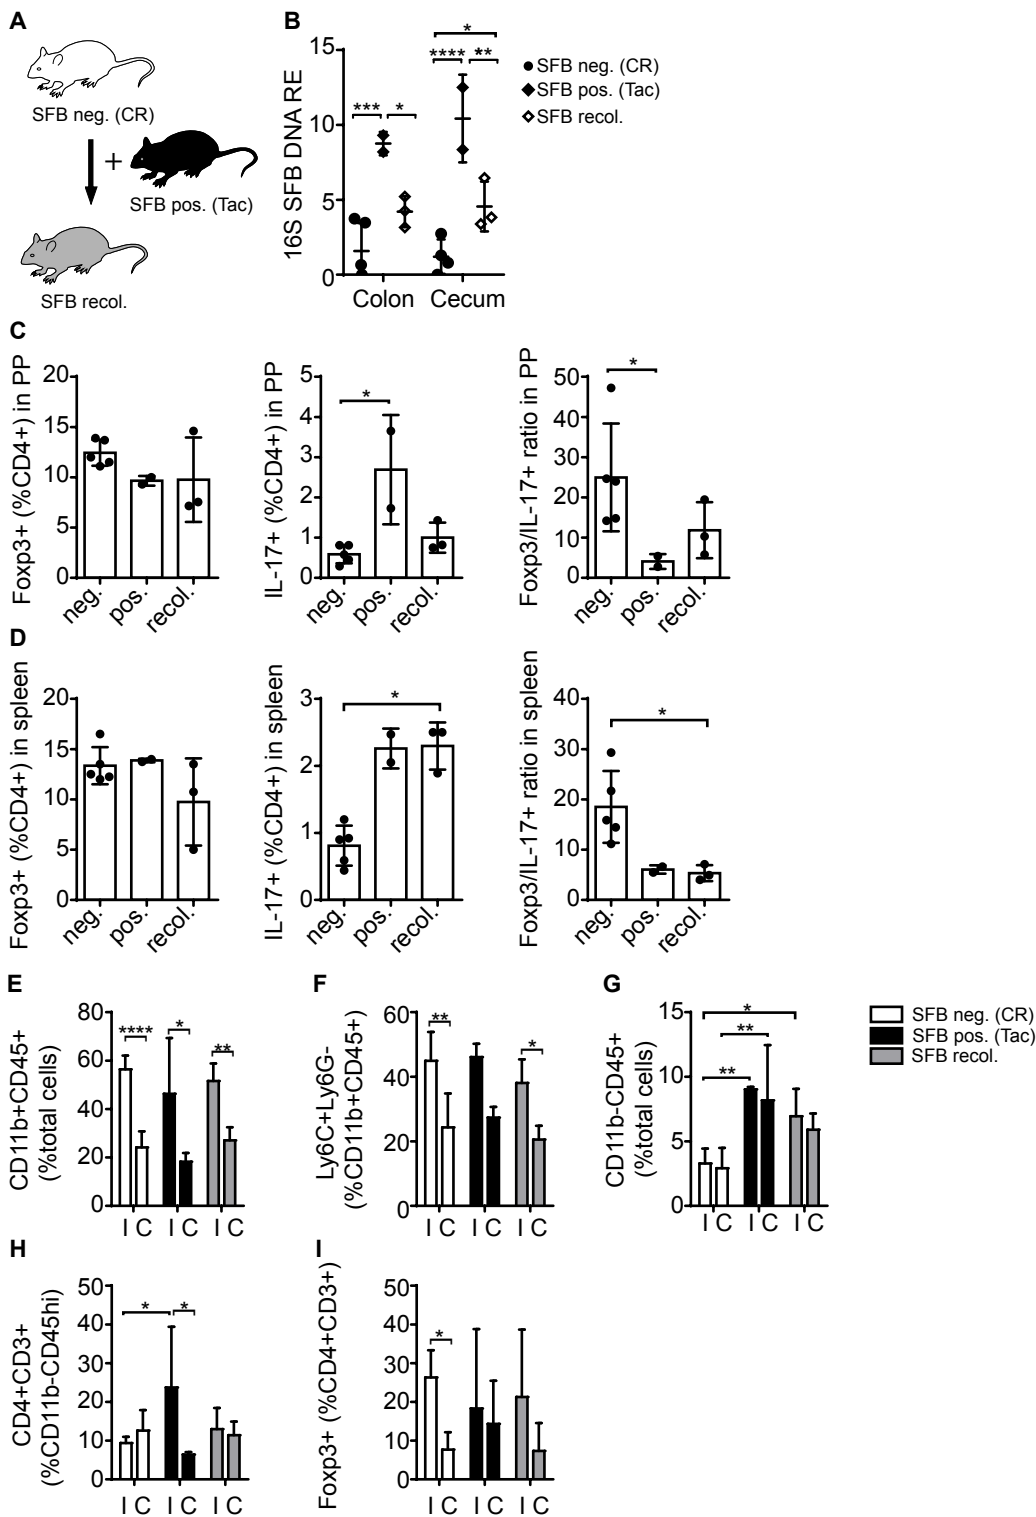 A
SFB neg. (CR)
+
SFB pos. (Tac)
SFB recol.
B
16S SFB DNA RE
15
10
5
0
*** * **** ** *
Colon Cecum
SFB neg. (CR)
SFB pos. (Tac)
SFB recol.
C
Foxp3+ (%CD4+) in PP
20
15
10
5
0
neg. pos. recol.
IL-17+ (%CD4+) in PP
5
4
3
2
1
0
*
neg. pos. recol.
Foxp3/IL-17+ ratio in PP
50
40
30
20
10
0
*
neg. pos. recol.
D
Foxp3+ (%CD4+) in spleen
20
15
10
5
0
neg. pos. recol.
IL-17+ (%CD4+) in spleen
3
2
1
0
*
neg. pos. recol.
Foxp3/IL-17+ ratio in spleen
40
30
20
10
0
*
neg. pos. recol.
E
CD11b+CD45+
(%total cells)
80
60
40
20
0
**** * **
I C I C I C
F
Ly6C+Ly6G-
(%CD11b+CD45+)
60
40
20
0
** *
I C I C I C
G
CD11b-CD45+
(%total cells)
15
10
5
0
*
**
**
I C I C I C
SFB neg. (CR)
SFB pos. (Tac)
SFB recol.
H
CD4+CD3+
(%CD11b-CD45hi)
50
40
30
20
10
0
* *
I C I C I C
I
Foxp3+ (%CD4+CD3+)
50
40
30
20
10
0
*
I C I C I C